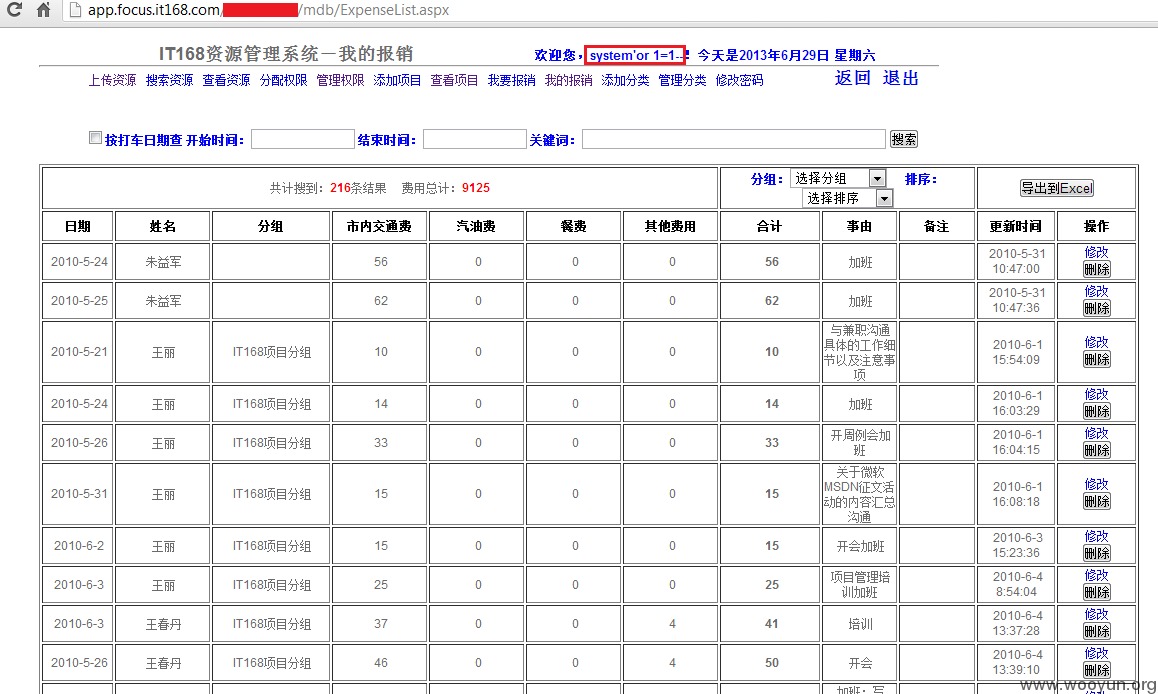 app.focus.it168.com/ /mdb/ExpenseList.aspx
IT168资源管理系统－我的报销 欢迎您，system'or 1=1--！今天是2013年6月29日 星期六
上传资源 搜索资源 查看资源 分配权限 管理权限 添加项目 查看项目 我要报销 我的报销 添加分类 管理分类 修改密码 返回 退出
按打车日期查 开始时间： 结束时间： 关键词： 搜索
共计搜到：216条结果 费用总计：9125 分组： 选择分组 排序： 选择排序 导出到Excel
日期 姓名 分组 市内交通费 汽油费 餐费 其他费用 合计 事由 备注 更新时间 操作
2010-5-24 朱益军 56 0 0 0 56 加班 2010-5-31 10:47:00 修改 删除
2010-5-25 朱益军 62 0 0 0 62 加班 2010-5-31 10:47:36 修改 删除
2010-5-21 王丽 IT168项目分组 10 0 0 0 10 与兼职沟通具体的工作细节以及注意事项 2010-6-1 15:54:09 修改 删除
2010-5-24 王丽 IT168项目分组 14 0 0 0 14 加班 2010-6-1 16:03:29 修改 删除
2010-5-26 王丽 IT168项目分组 33 0 0 0 33 开周例会加班 2010-6-1 16:04:15 修改 删除
2010-5-31 王丽 IT168项目分组 15 0 0 0 15 关于微软MSDN征文活动的内容汇总沟通 2010-6-1 16:08:18 修改 删除
2010-6-2 王丽 IT168项目分组 15 0 0 0 15 开会加班 2010-6-3 15:23:36 修改 删除
2010-6-3 王丽 IT168项目分组 25 0 0 0 25 项目管理培训加班 2010-6-4 8:54:04 修改 删除
2010-6-3 王春丹 IT168项目分组 37 0 0 4 41 培训 2010-6-4 13:37:28 修改 删除
2010-5-26 王春丹 IT168项目分组 46 0 0 4 50 开会 2010-6-4 13:39:10 修改 删除
加班：写
www.wooyun.org